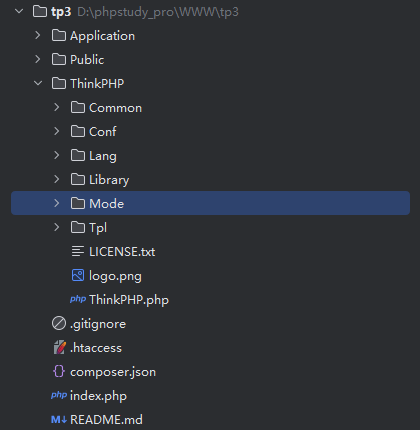 tp3 D:\phpstudy_pro\WWW\tp3
Application
Public
ThinkPHP
Common
Conf
Lang
Library
Mode
Tpl
LICENSE.txt
logo.png
php ThinkPHP.php
.gitignore
.htaccess
composer.json
php index.php
M↓ README.md